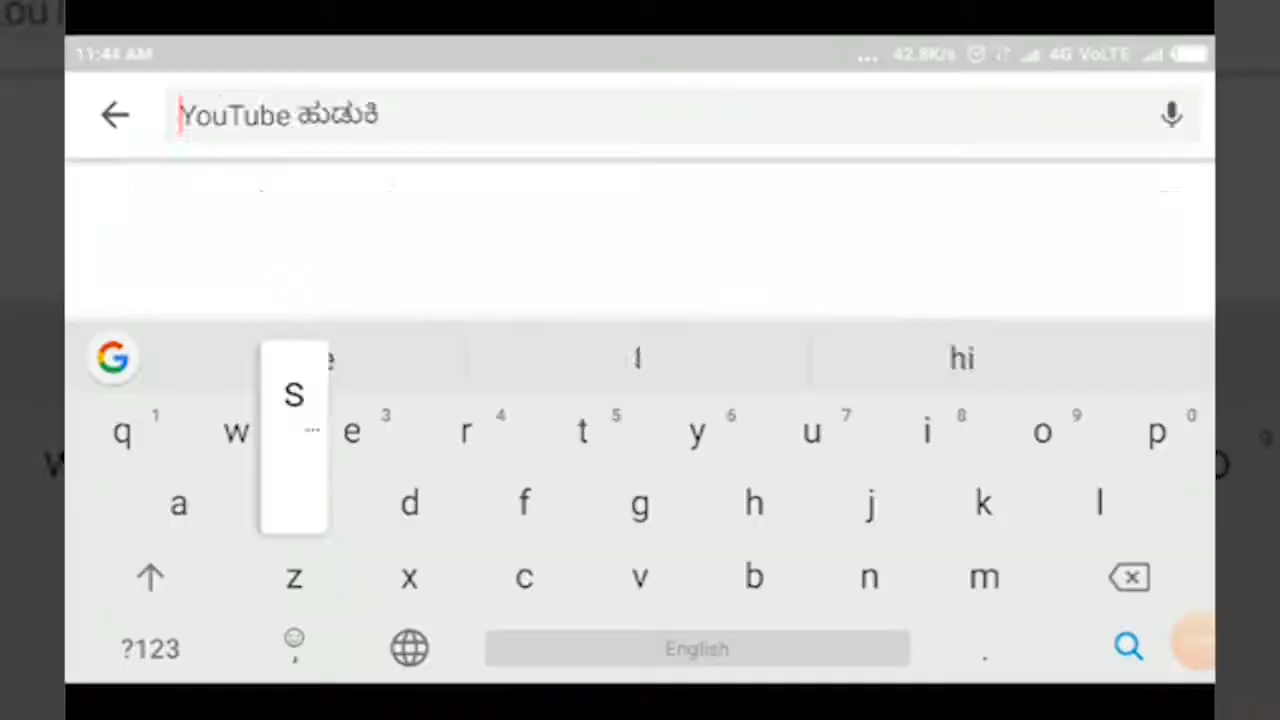 11:44 AM ... 42.8K/s 4G VoLTE
YouTube ಹುಡುಕಿ
G I hi
S
q 1 w e 3 r 4 t 5 y 6 u 7 i 8 o 9 p 0
a d f g h j k l
z x c v b n m
?123 , English .